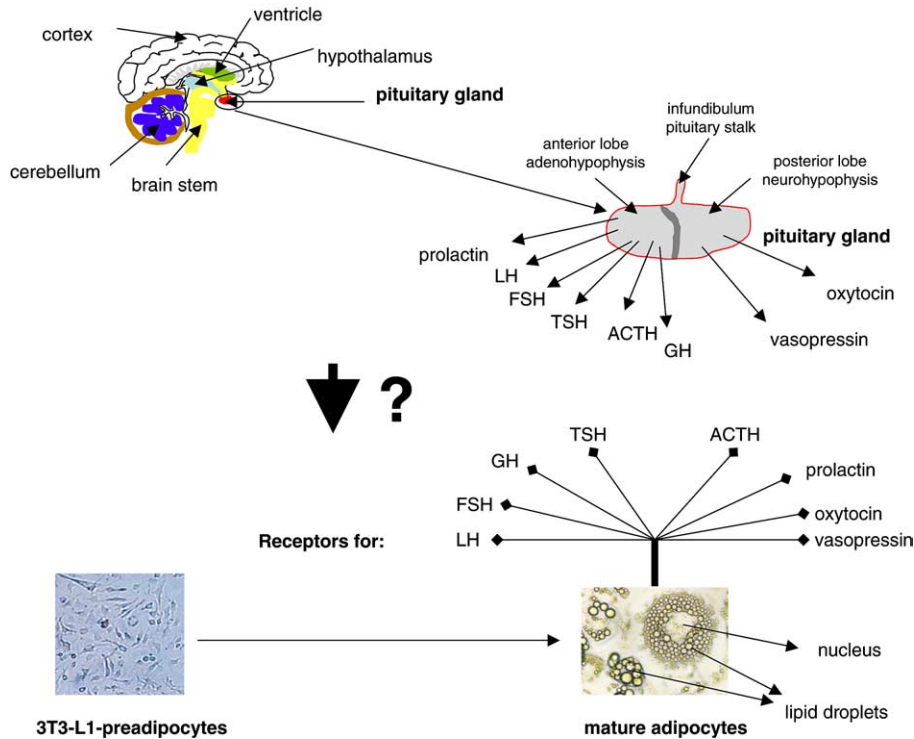 ventricle
cortex
hypothalamus
pituitary gland
cerebellum
brain stem
infundibulum
pituitary stalk
anterior lobe
adenohypophysis
posterior lobe
neurohypophysis
pituitary gland
prolactin
LH
FSH
TSH
ACTH
GH
oxytocin
vasopressin
?
TSH
ACTH
GH
prolactin
FSH
oxytocin
Receptors for:
LH
vasopressin
nucleus
lipid droplets
3T3-L1-preadipocytes
mature adipocytes